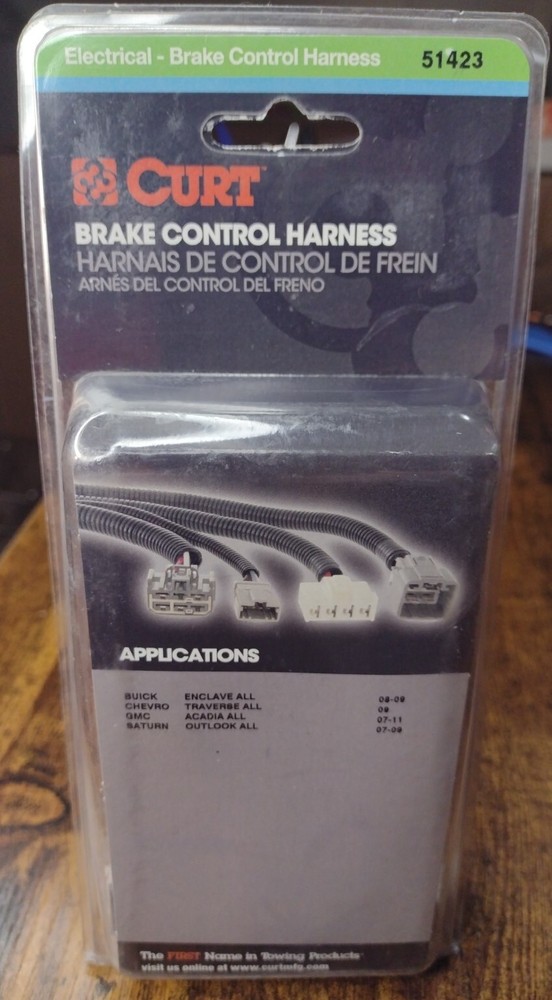 Electrical - Brake Control Harness 51423
CURT
BRAKE CONTROL HARNESS
HARNAIS DE CONTROL DE FREIN
ARNÉS DEL CONTROL DEL FRENO
APPLICATIONS
BUICK ENCLAVE ALL 08-09
CHEVRO TRAVERSE ALL 09
GMC ACADIA ALL 07-11
SATURN OUTLOOK ALL 07-09
The FIRST Name in Towing Products
visit us online at www.curtmfg.com